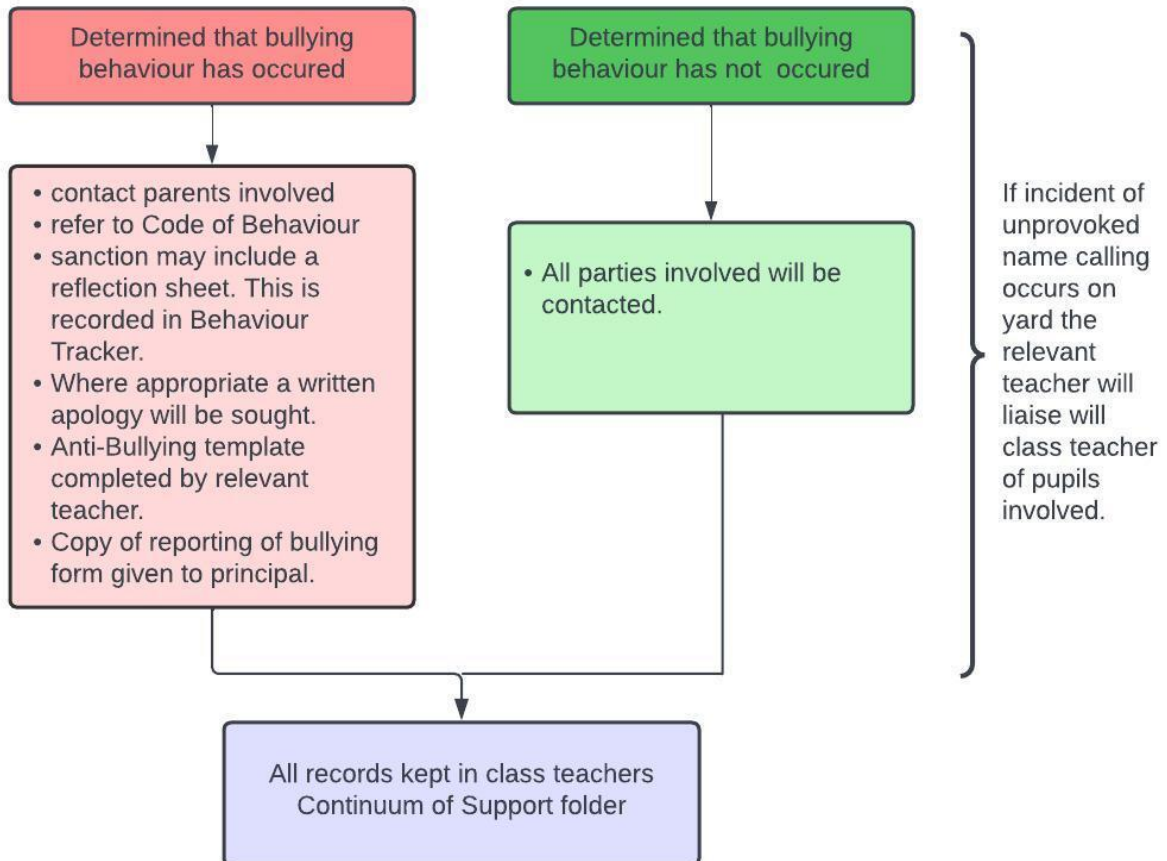 Determined that bullying
behaviour has occured
• contact parents involved
• refer to Code of Behaviour
• sanction may include a
reflection sheet. This is
recorded in Behaviour
Tracker.
• Where appropriate a written
apology will be sought.
• Anti-Bullying template
completed by relevant
teacher.
• Copy of reporting of bullying
form given to principal.
Determined that bullying
behaviour has not  occured
• All parties involved will be
contacted.
If incident of
unprovoked
name calling
occurs on
yard the
relevant
teacher will
liaise will
class teacher
of pupils
involved.
All records kept in class teachers
Continuum of Support folder